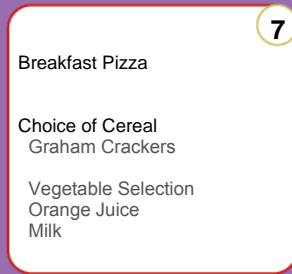 7
Breakfast Pizza
Choice of Cereal
Graham Crackers
Vegetable Selection
Orange Juice
Milk